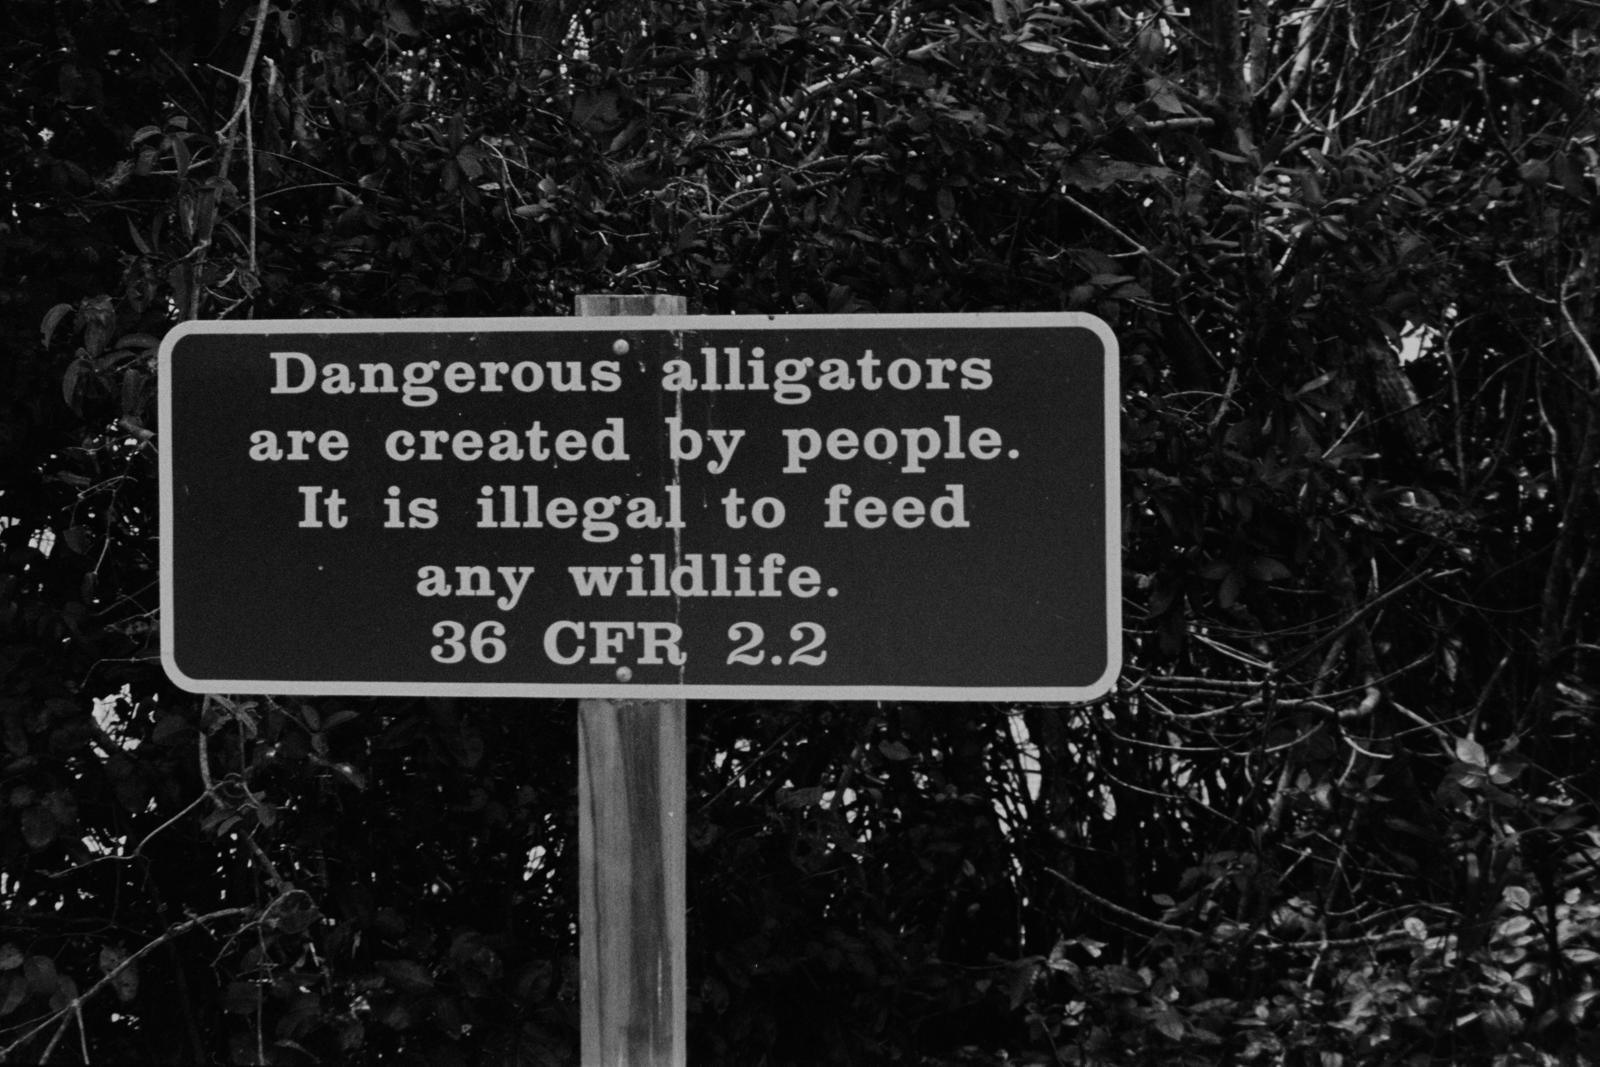 Dangerous alligators
are created by people.
It is illegal to feed
any wildlife.
36 CFR 2.2